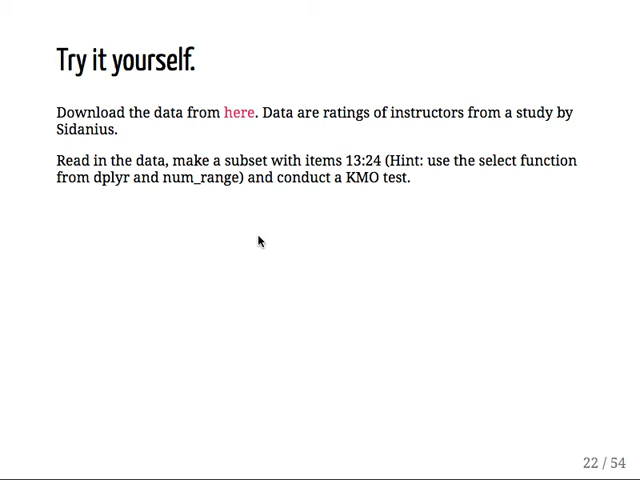 Try it yourself.
Download the data from here. Data are ratings of instructors from a study by
Sidanius.
Read in the data, make a subset with items 13:24 (Hint: use the select function
from dplyr and num_range) and conduct a KMO test.
22 / 54